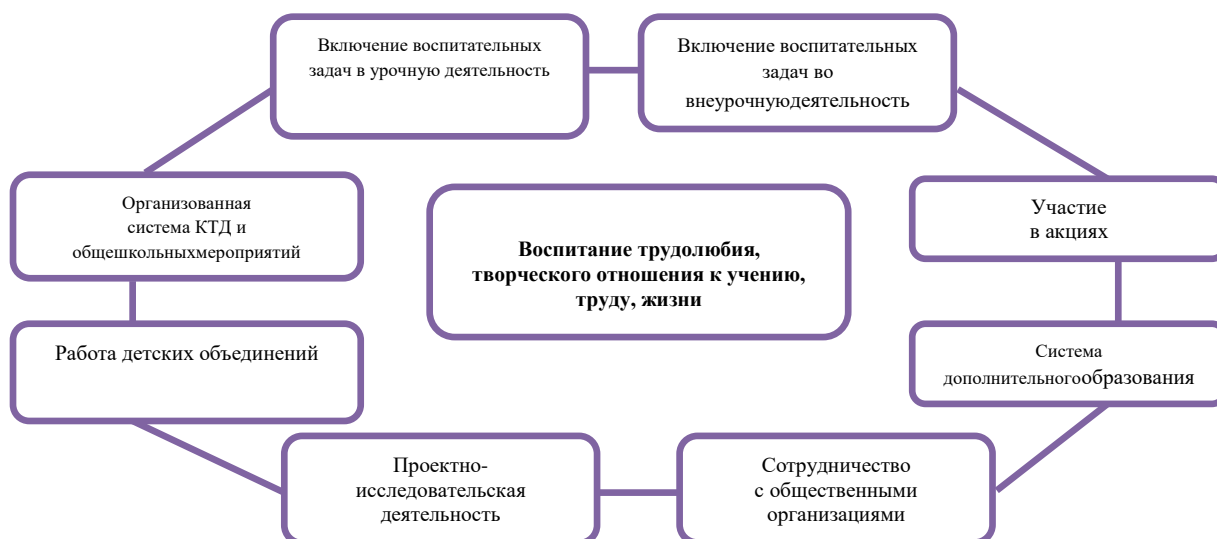 Включение воспитательных
задач в урочную деятельность
Включение воспитательных
задач во
внеурочнуюдеятельность
Организованная
система КТД и
общешкольныхмероприятий
Воспитание трудолюбия,
творческого отношения к учению,
труду, жизни
Участие
в акциях
Работа детских объединений
Система
дополнительногообразования
Проектно-
исследовательская
деятельность
Сотрудничество
с общественными
организациями